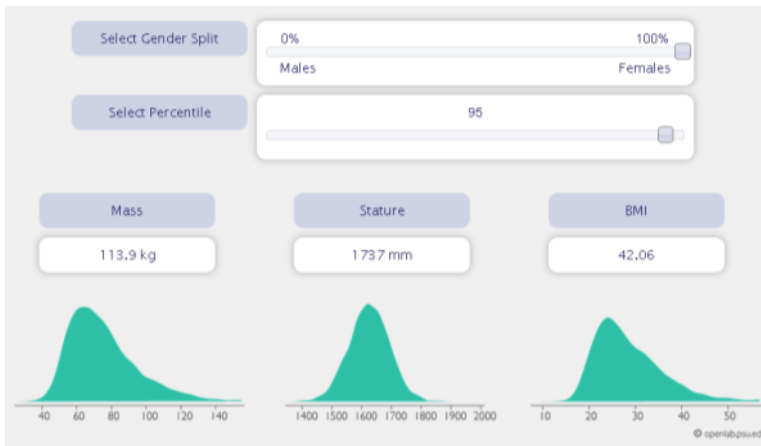 Select Gender Split
0% 100%
Males Females
Select Percentile
95
Mass Stature BMI
113.9 kg 1737 mm 42.06
40 60 80 100 120 140
1400 1500 1600 1700 1800 1900 2000
10 20 30 40 50
© openlab.psu.ed